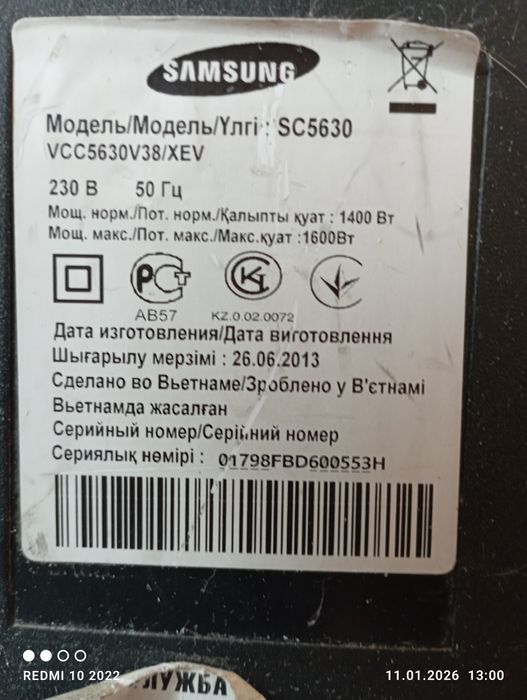 SAMSUNG
Модель/Модель/Үлгі : SC5630
VCC5630V38/XEV
230 В 50 Гц
Мощ. норм./Пот. норм./Қалыпты қуат : 1400 Вт
Мощ. макс./Пот. макс./Макс.қуат :1600Вт
АВ57 KZ.0.02.0072
Дата изготовления/Дата виготовлення
Шығарылу мерзімі : 26.06.2013
Сделано во Вьетнаме/Зроблено у В'єтнамі
Вьетнамда жасалған
Серийный номер/Серійний номер
Сериялық нөмірі : 01798FBD600553H
REDMI 10 2022 11.01.2026 13:00